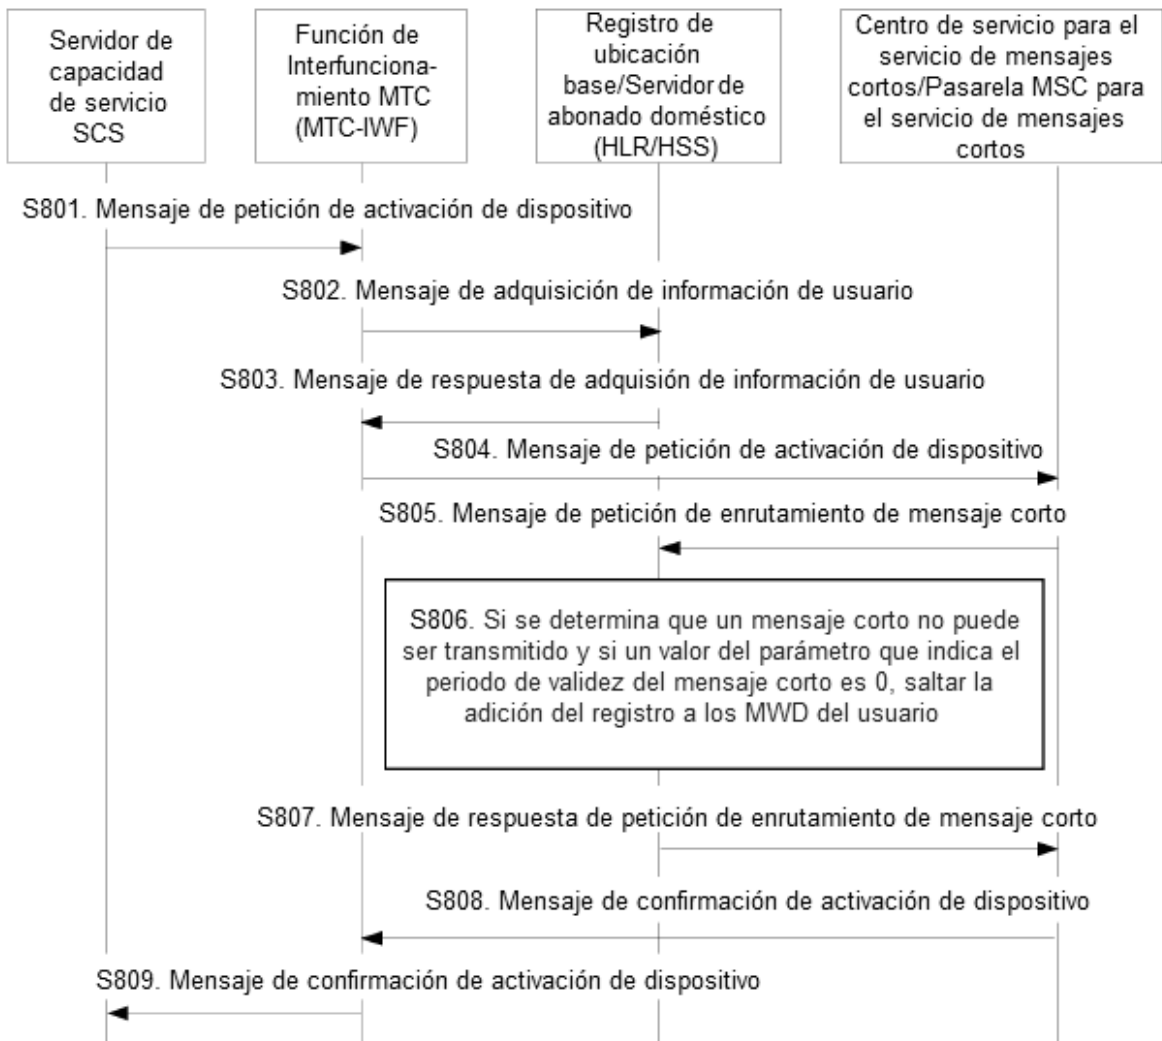 Servidor de
capacidad
de servicio
SCS
Función de
Interfunciona-
miento MTC
(MTC-IWF)
Registro de
ubicación
base/Servidor de
abonado doméstico
(HLR/HSS)
Centro de servicio para el
servicio de mensajes
cortos/Pasarela MSC para
el servicio de mensajes
cortos
S801. Mensaje de petición de activación de dispositivo
S802. Mensaje de adquisición de información de usuario
S803. Mensaje de respuesta de adquisión de información de usuario
S804. Mensaje de petición de activación de dispositivo
S805. Mensaje de petición de enrutamiento de mensaje corto
S806. Si se determina que un mensaje corto no puede
ser transmitido y si un valor del parámetro que indica el
periodo de validez del mensaje corto es 0, saltar la
adición del registro a los MWD del usuario
S807. Mensaje de respuesta de petición de enrutamiento de mensaje corto
S808. Mensaje de confirmación de activación de dispositivo
S809. Mensaje de confirmación de activación de dispositivo